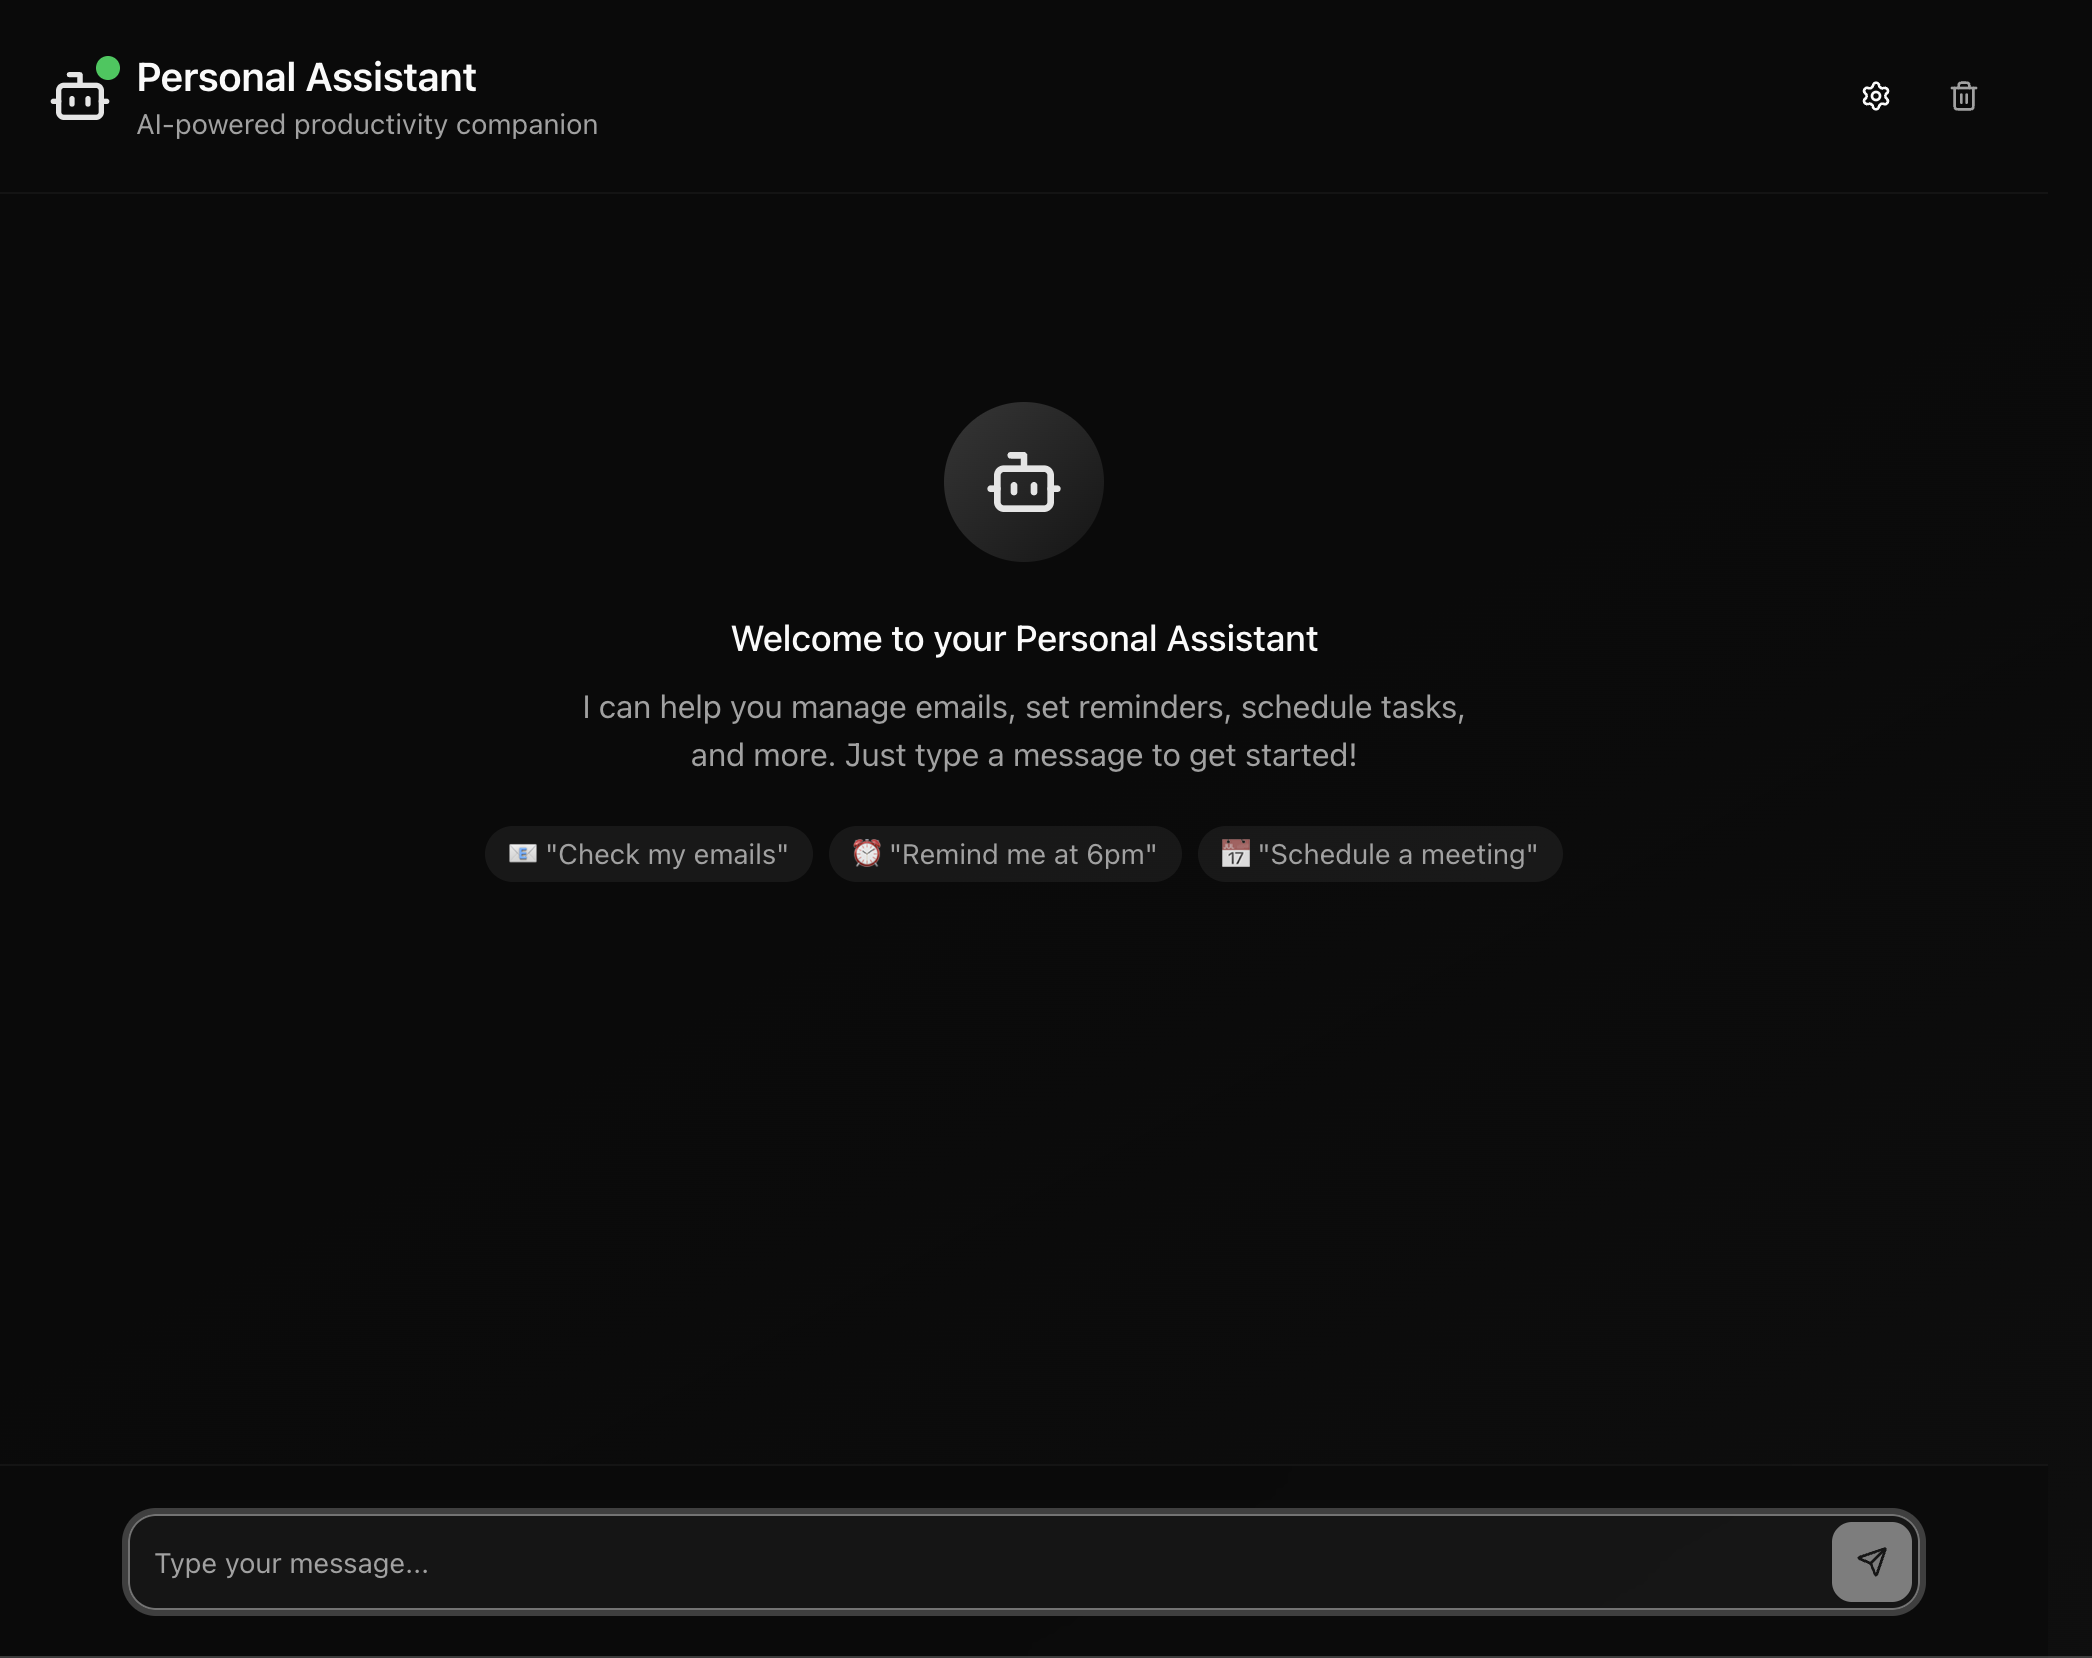 Personal Assistant
AI-powered productivity companion
Welcome to your Personal Assistant
I can help you manage emails, set reminders, schedule tasks,
and more. Just type a message to get started!
📧 "Check my emails"
⏰ "Remind me at 6pm"
📅 "Schedule a meeting"
Type your message...